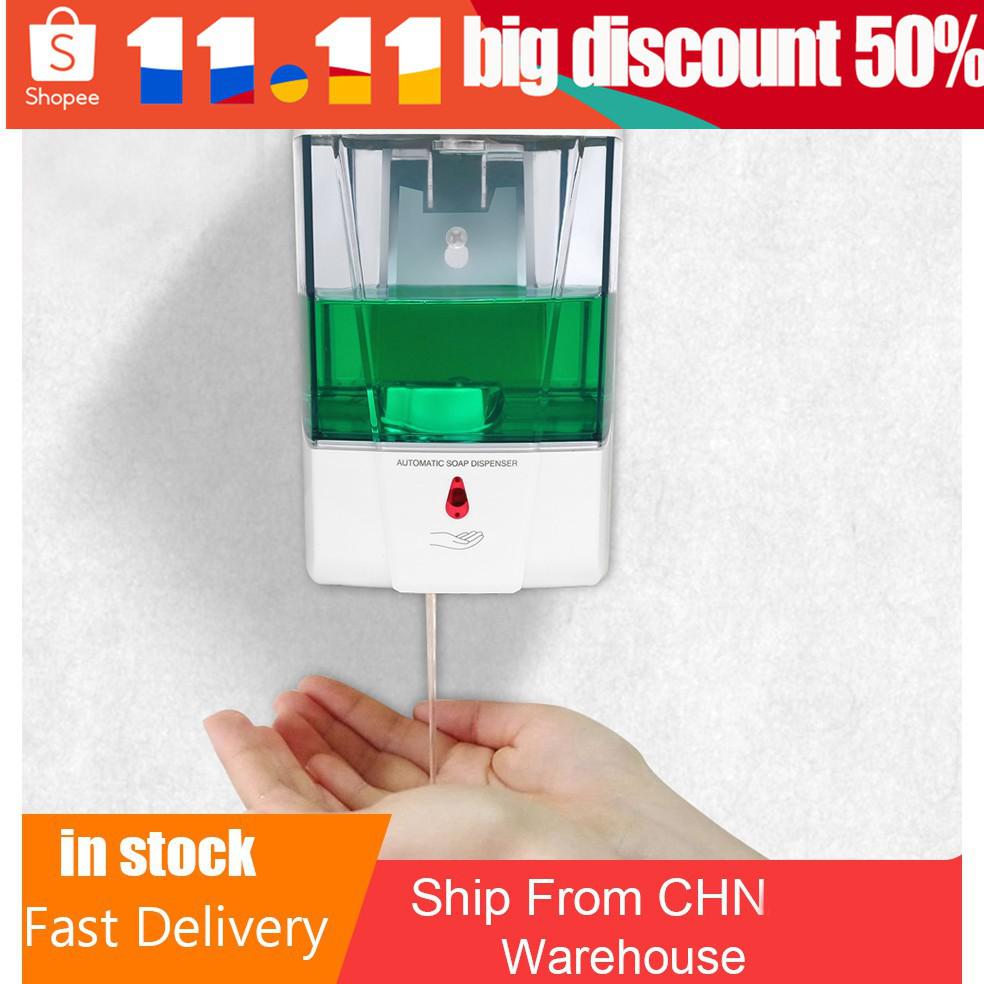 11.11 big discount 50%
S
Shopee
AUTOMATIC SOAP DISPENSER
in stock
Fast Delivery
Ship From CHN
Warehouse